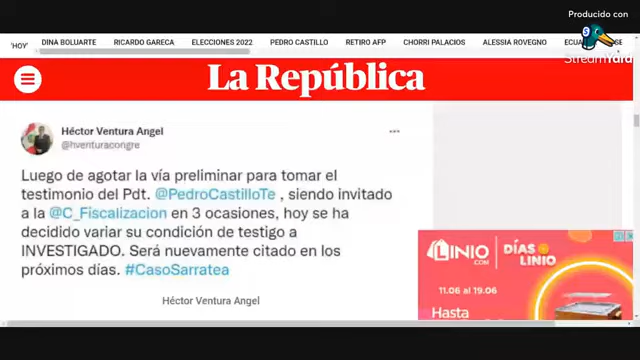 Producido con
StreamYard
'HOY'
DINA BOLUARTE
RICARDO GARECA
ELECCIONES 2022
PEDRO CASTILLO
RETIRO AFP
CHORRI PALACIOS
ALESSIA ROVEGNO
La República
Héctor Ventura Angel
@hventuracongre
Luego de agotar la vía preliminar para tomar el
testimonio del Pdt. @PedroCastilloTe , siendo invitado
a la @C_Fiscalizacion en 3 ocasiones, hoy se ha
decidido variar su condición de testigo a
INVESTIGADO. Será nuevamente citado en los
próximos días. #CasoSarratea
Héctor Ventura Angel
LINIO
.COM
DÍAS
LINIO
11.06 al 19.06
Hasta